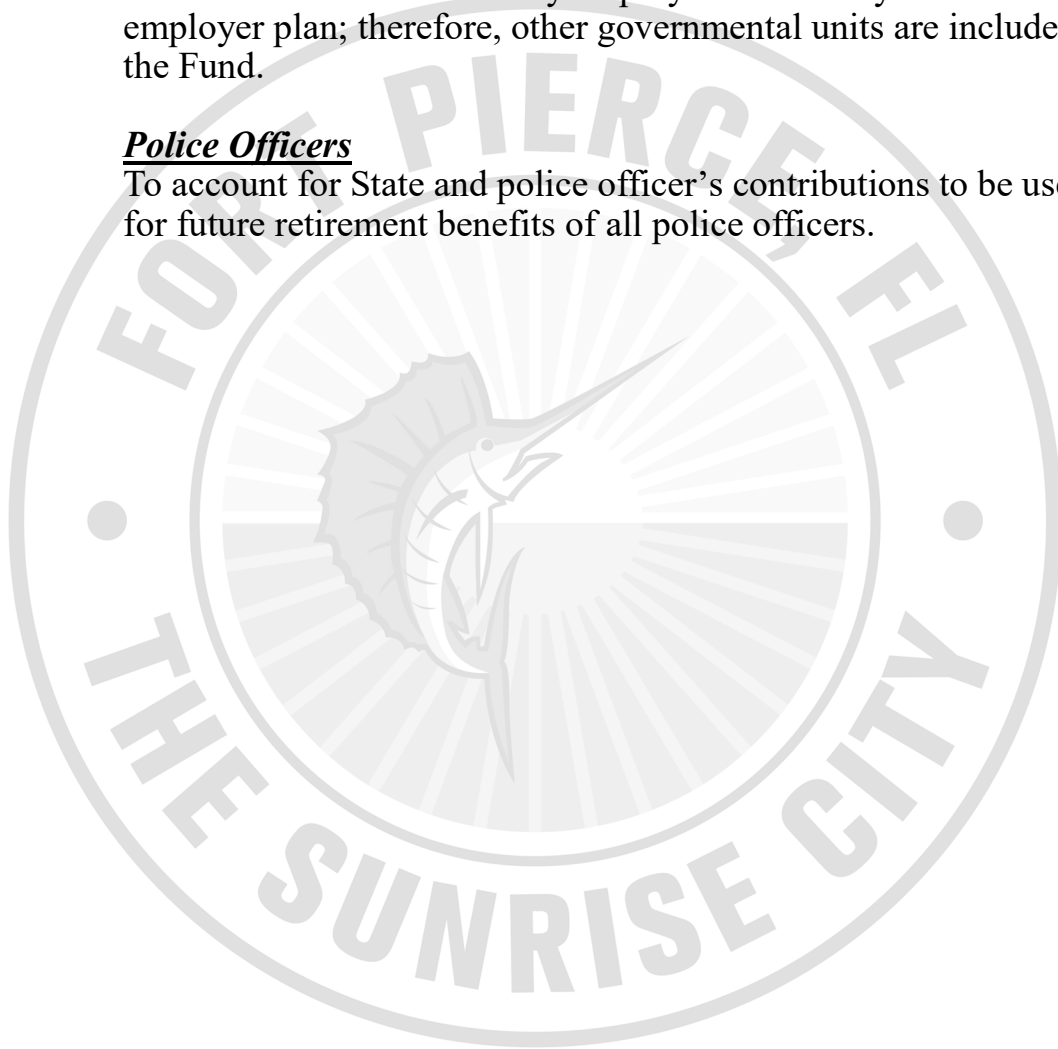 employer plan; therefore, other governmental units are include
the Fund.
Police Officers
To account for State and police officer’s contributions to be use
for future retirement benefits of all police officers.
FORT PIERCE, FL
THE SUNRISE CITY